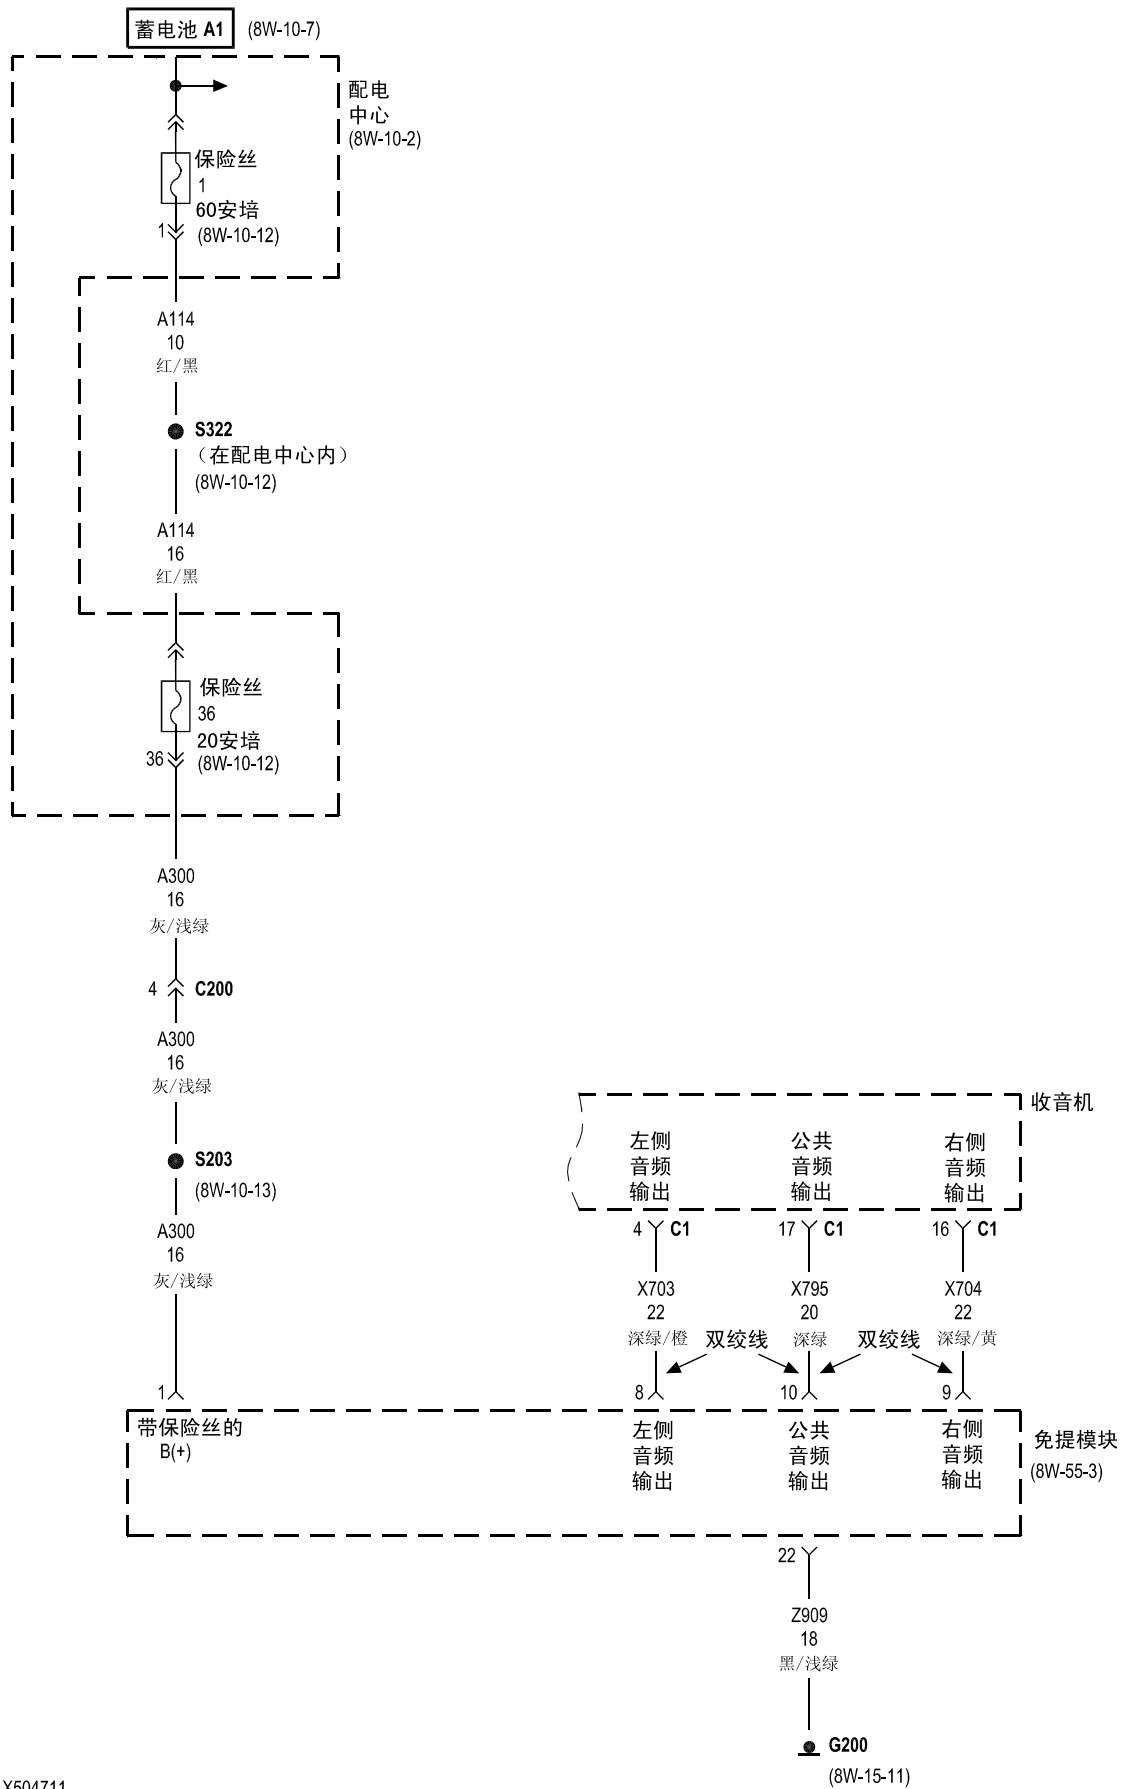 蓄电池 A1 (8W-10-7)
配电
中心
(8W-10-2)
保险丝
1
60安培
1 (8W-10-12)
A114
10
红/黑
S322
（在配电中心内）
(8W-10-12)
A114
16
红/黑
保险丝
36
20安培
36 (8W-10-12)
A300
16
灰/浅绿
4 C200
A300
16
灰/浅绿
S203
(8W-10-13)
A300
16
灰/浅绿
1
收音机
左侧
音频
输出
公共
音频
输出
右侧
音频
输出
4 C1 17 C1 16 C1
X703 X795 X704
22 20 22
深绿/橙 双绞线 深绿 双绞线 深绿/黄
8 10 9
带保险丝的
B(+)
左侧
音频
输出
公共
音频
输出
右侧
音频
输出
免提模块
(8W-55-3)
22
Z909
18
黑/浅绿
G200
(8W-15-11)
X504711